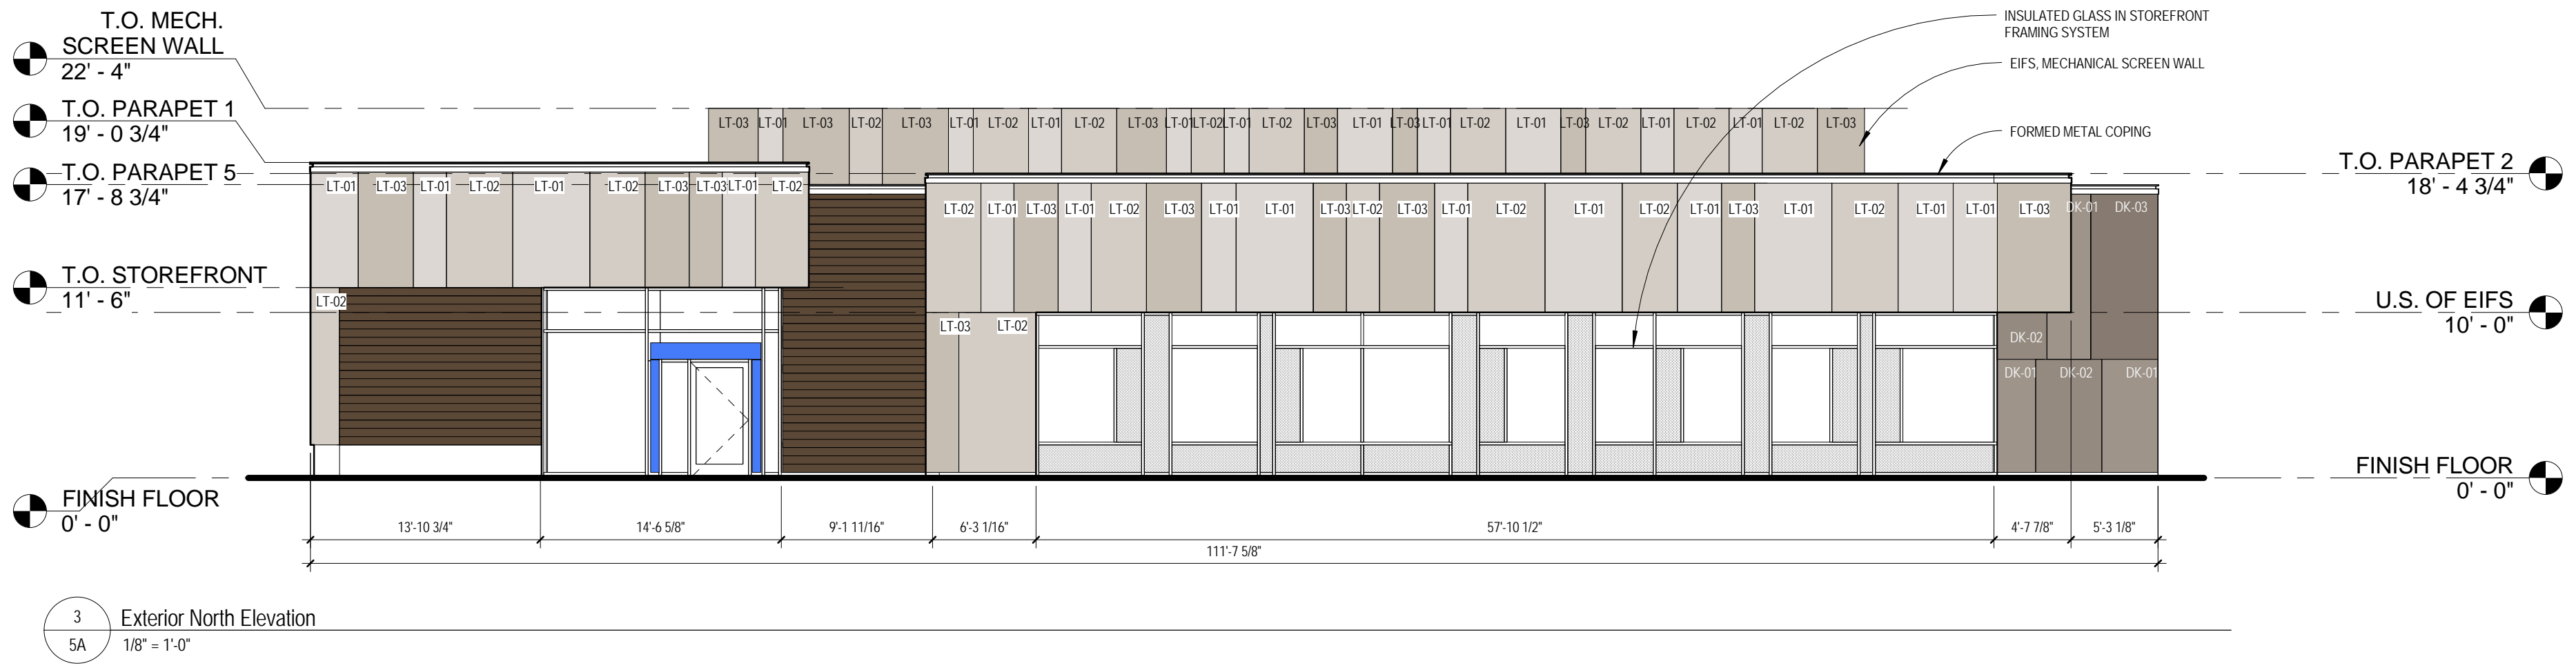 T.O. MECH.
SCREEN WALL
22' - 4"
T.O. PARAPET 1
19' - 0 3/4"
T.O. PARAPET 5
17' - 8 3/4"
T.O. STOREFRONT
11' - 6"
FINISH FLOOR
0' - 0"
INSULATED GLASS IN STOREFRONT
FRAMING SYSTEM
EIFS, MECHANICAL SCREEN WALL
FORMED METAL COPING
T.O. PARAPET 2
18' - 4 3/4"
U.S. OF EIFS
10' - 0"
FINISH FLOOR
0' - 0"
LT-03 LT-01 LT-03 LT-02 LT-03 LT-01 LT-02 LT-01 LT-02 LT-03 LT-01 LT-02 LT-01 LT-02 LT-03 LT-01 LT-03 LT-01 LT-02 LT-01 LT-03 LT-02 LT-01 LT-02 LT-01 LT-02 LT-03
LT-01 LT-03 LT-01 LT-02 LT-01 LT-02 LT-03 LT-03 LT-01 LT-02
LT-02 LT-01 LT-03 LT-01 LT-02 LT-03 LT-01 LT-01 LT-03 LT-02 LT-03 LT-01 LT-02 LT-01 LT-02 LT-01 LT-03 LT-01 LT-02 LT-01 LT-01 LT-03 DK-01 DK-03
LT-02
LT-03 LT-02
DK-02
DK-01 DK-02 DK-01
13'-10 3/4" 14'-6 5/8" 9'-1 11/16" 6'-3 1/16" 57'-10 1/2" 4'-7 7/8" 5'-3 1/8"
111'-7 5/8"
3
5A
Exterior North Elevation
1/8" = 1'-0"